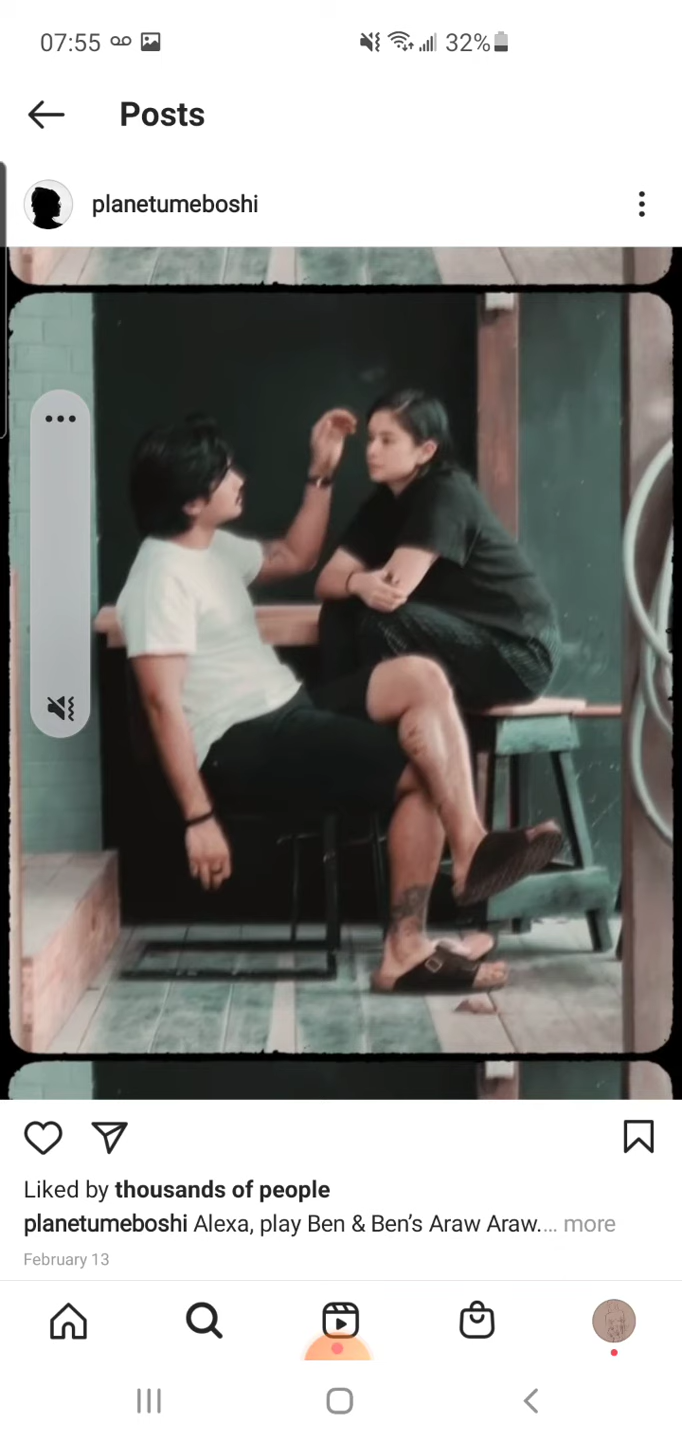 07:55
32%
Posts
planetumeboshi
Liked by thousands of people
planetumeboshi Alexa, play Ben & Ben’s Araw Araw.... more
February 13